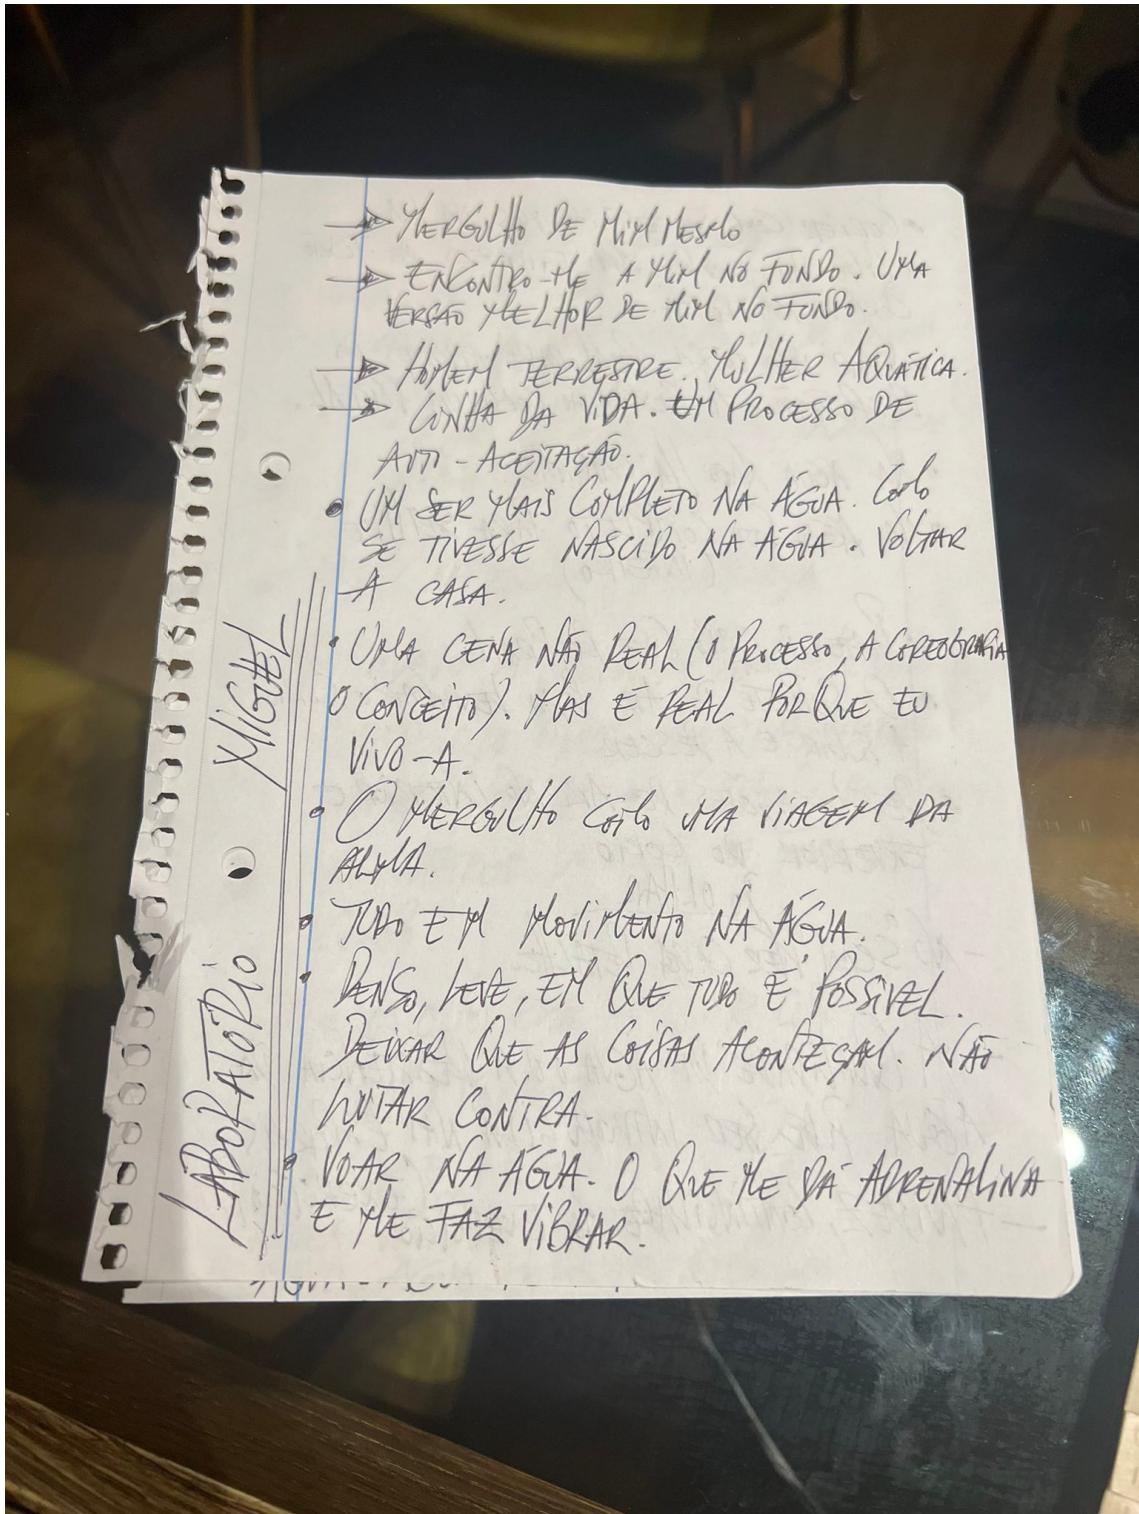 → MERGULHO DE MIM MESMO
→ ENCONTRO-ME A MIM NO FUNDO. UMA
VERSÃO MELHOR DE MIM NO FUNDO.
→ HOMEM TERRESTRE. MULHER AQUÁTICA.
→ LINHA DA VIDA. UM PROCESSO DE
AUTO-ACEITAÇÃO.
• UM SER MAIS COMPLETO NA ÁGUA. COMO
SE TIVESSE NASCIDO NA ÁGUA. VOLTAR
A CASA.
• UMA CENA NÃO REAL (O PROCESSO, A COREOGRAFIA
O CONCEITO). MAS É REAL PORQUE EU
VIVO-A.
• O MERGULHO COMO UMA VIAGEM DA
ALMA.
• TUDO EM MOVIMENTO NA ÁGUA.
• DENSO, LEVE, EM QUE TUDO É POSSÍVEL.
DEIXAR QUE AS COISAS ACONTEÇAM. NÃO
LUTAR CONTRA.
• VOAR NA ÁGUA. O QUE ME DÁ ADRENALINA
E ME FAZ VIBRAR.
LABORATÓRIO MIGUEL